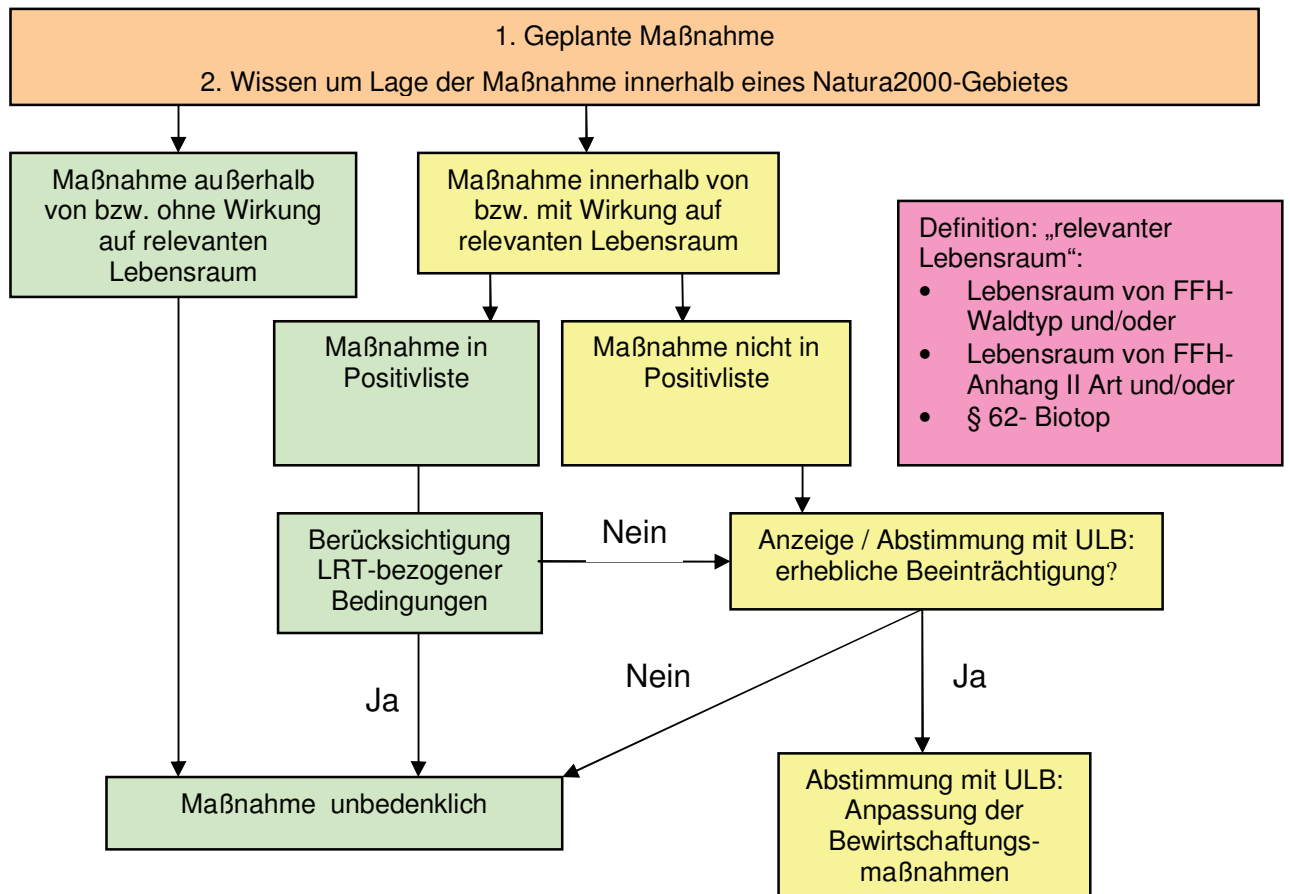 1. Geplante Maßnahme
2. Wissen um Lage der Maßnahme innerhalb eines Natura2000-Gebietes
Maßnahme außerhalb
von bzw. ohne Wirkung
auf relevanten
Lebensraum
Maßnahme innerhalb von
bzw. mit Wirkung auf
relevanten Lebensraum
Definition: „relevanter
Lebensraum“:
• Lebensraum von FFH-
Waldtyp und/oder
• Lebensraum von FFH-
Anhang II Art und/oder
• § 62- Biotop
Maßnahme in
Positivliste
Maßnahme nicht in
Positivliste
Berücksichtigung
LRT-bezogener
Bedingungen
Nein
Anzeige / Abstimmung mit ULB:
erhebliche Beeinträchtigung?
Ja
Nein
Ja
Maßnahme unbedenklich
Abstimmung mit ULB:
Anpassung der
Bewirtschaftungs-
maßnahmen